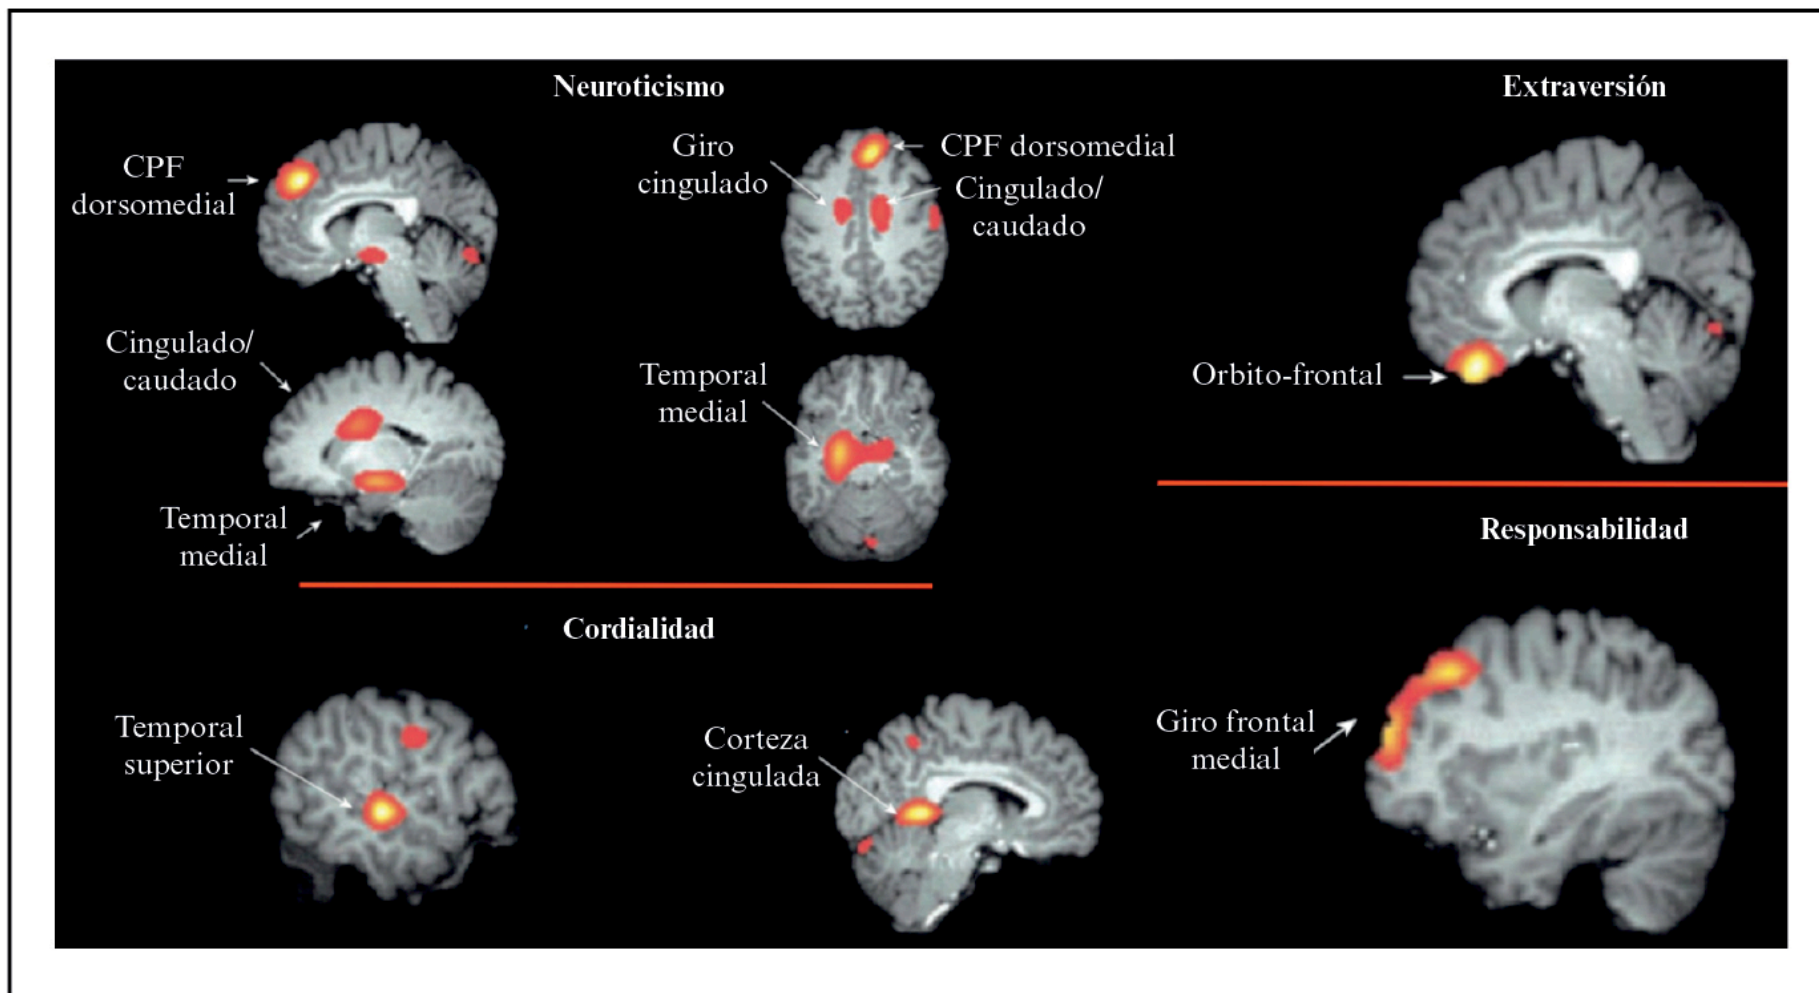 Neuroticismo
CPF
dorsomedial
Giro
cingulado
CPF dorsomedial
Cingulado/
caudado
Cingulado/
caudado
Temporal
medial
Temporal
medial
Extraversión
Orbito-frontal
Cordialidad
Temporal
superior
Corteza
cingulada
Responsabilidad
Giro frontal
medial